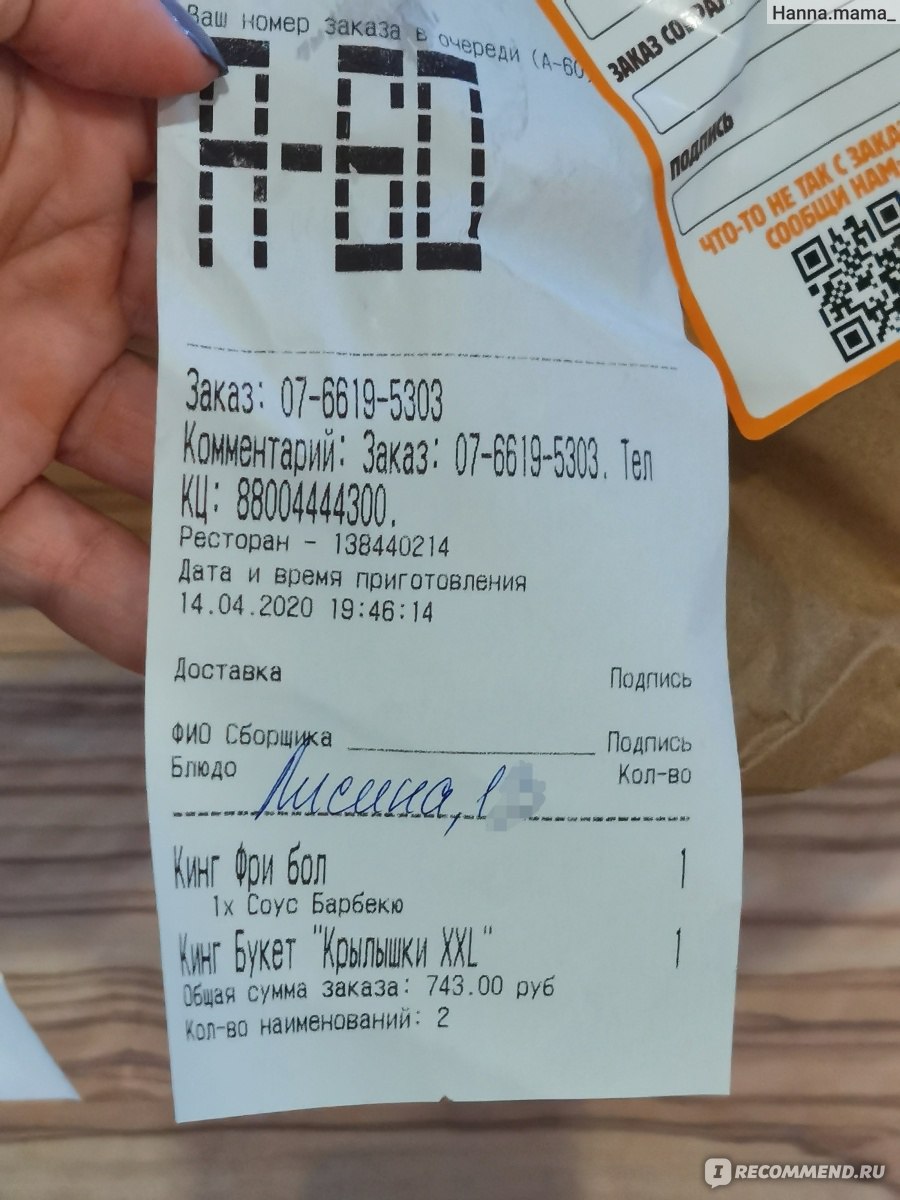 Hanna.mama_
Ваш номер заказа в очереди (А-60
А-60
ЗАКАЗ
ПОДПИСЬ
ЧТО-ТО НЕ ТАК С
СООБЩИ НАМ
Заказ: 07-6619-5303
Комментарий: Заказ: 07-6619-5303. Тел
КЦ: 88004444300.
Ресторан - 138440214
Дата и время приготовления
14.04.2020 19:46:14
Доставка Подпись
ФИО Сборщика Подпись
Блюдо Кол-во
Лисина, 1
Кинг Фри бол 1
1x Соус Барбекю
Кинг Букет "Крылышки XXL" 1
Общая сумма заказа: 743.00 руб
Кол-во наименований: 2
IRECOMMEND.RU